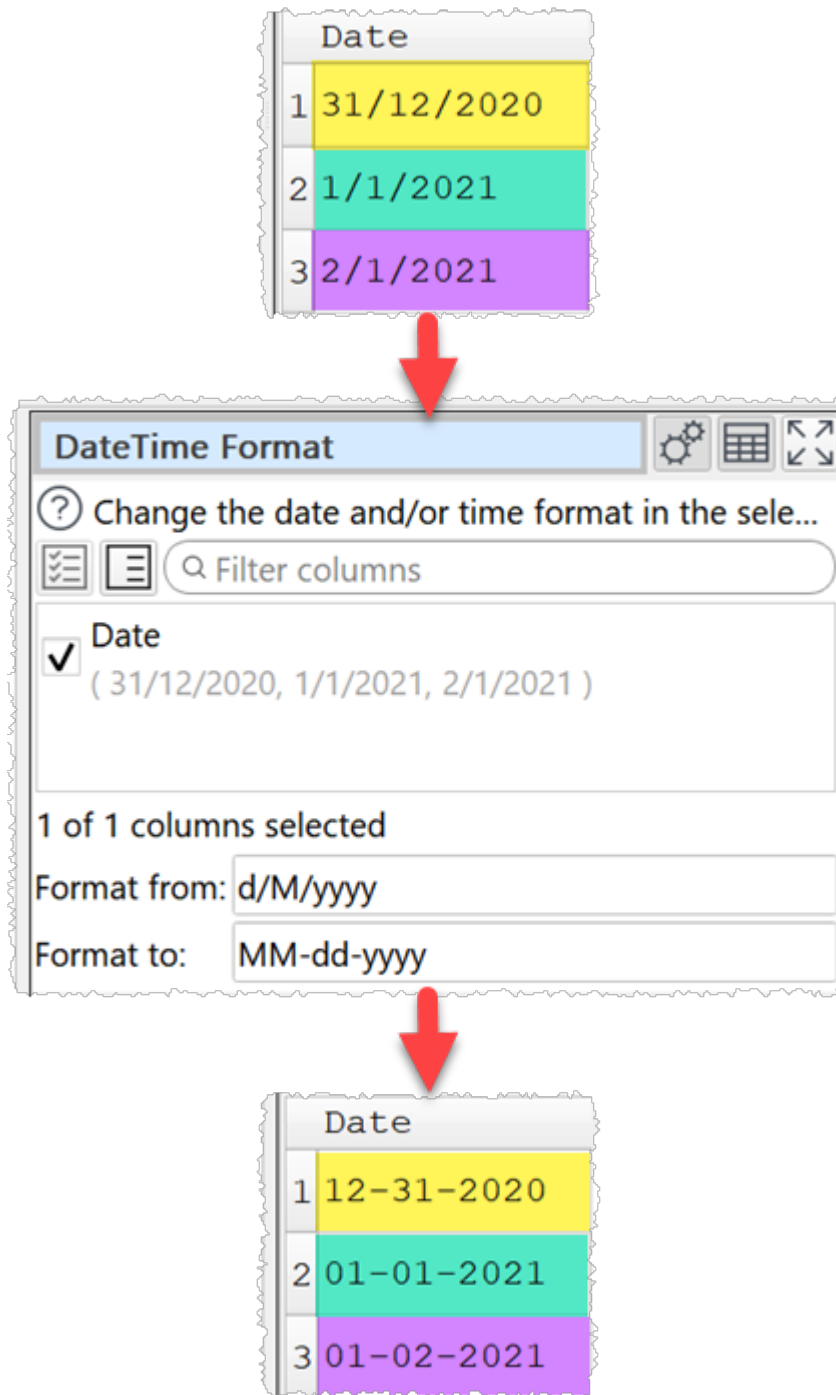 Date
1 31/12/2020
2 1/1/2021
3 2/1/2021
DateTime Format
? Change the date and/or time format in the sele...
Filter columns
Date
( 31/12/2020, 1/1/2021, 2/1/2021 )
1 of 1 columns selected
Format from: d/M/yyyy
Format to: MM-dd-yyyy
Date
1 12-31-2020
2 01-01-2021
3 01-02-2021